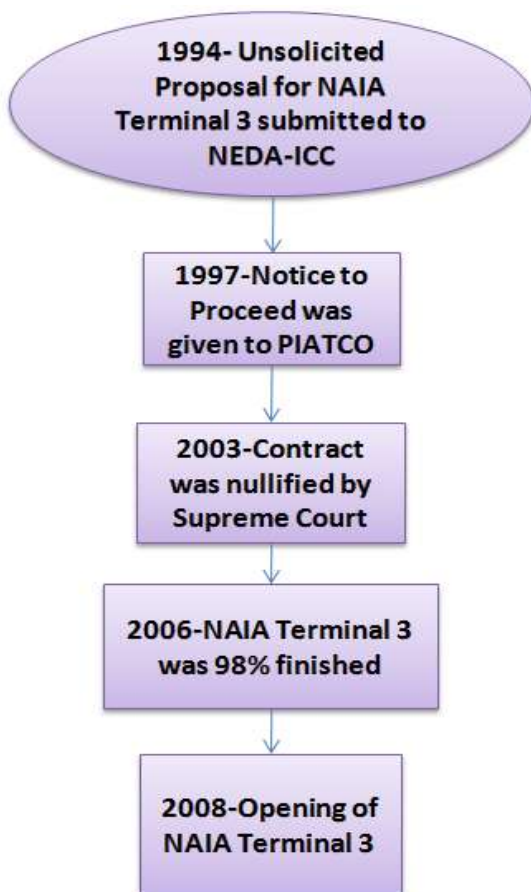 1994- Unsolicited
Proposal for NAIA
Terminal 3 submitted to
NEDA-ICC
1997-Notice to
Proceed was
given to PIATCO
2003-Contract
was nullified by
Supreme Court
2006-NAIA Terminal 3
was 98% finished
2008-Opening of
NAIA Terminal 3